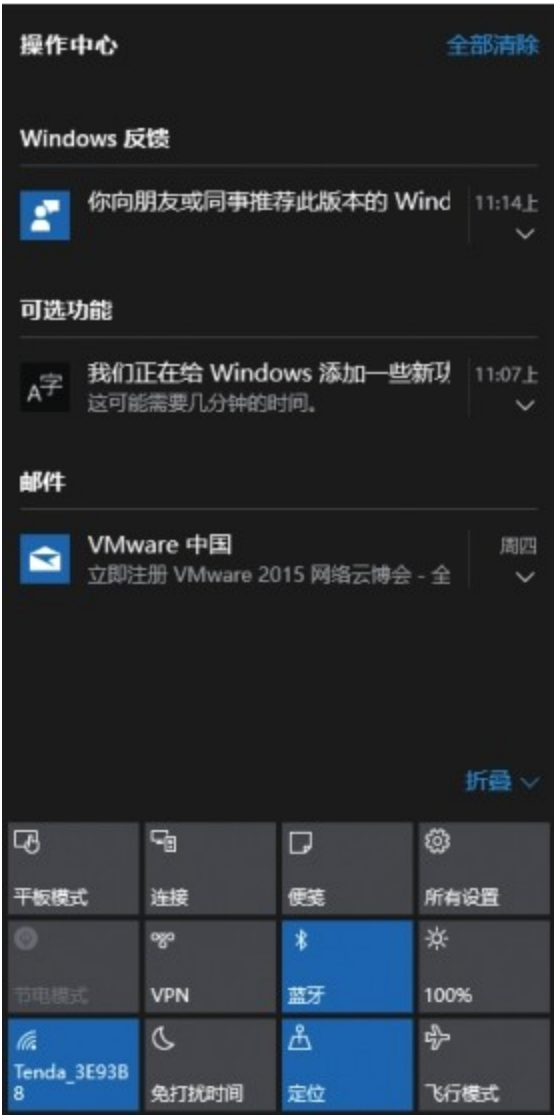 操作中心 全部清除
Windows 反馈
你向朋友或同事推荐此版本的 Wind 11:14上
可选功能
A字 我们正在给 Windows 添加一些新功 11:07上
这可能需要几分钟的时间。
邮件
VMware 中国 周四
立即注册 VMware 2015 网络云博会 - 全
折叠
平板模式 连接 便笺 所有设置
节电模式 VPN 蓝牙 100%
Tenda_3E93B
8 免打扰时间 定位 飞行模式